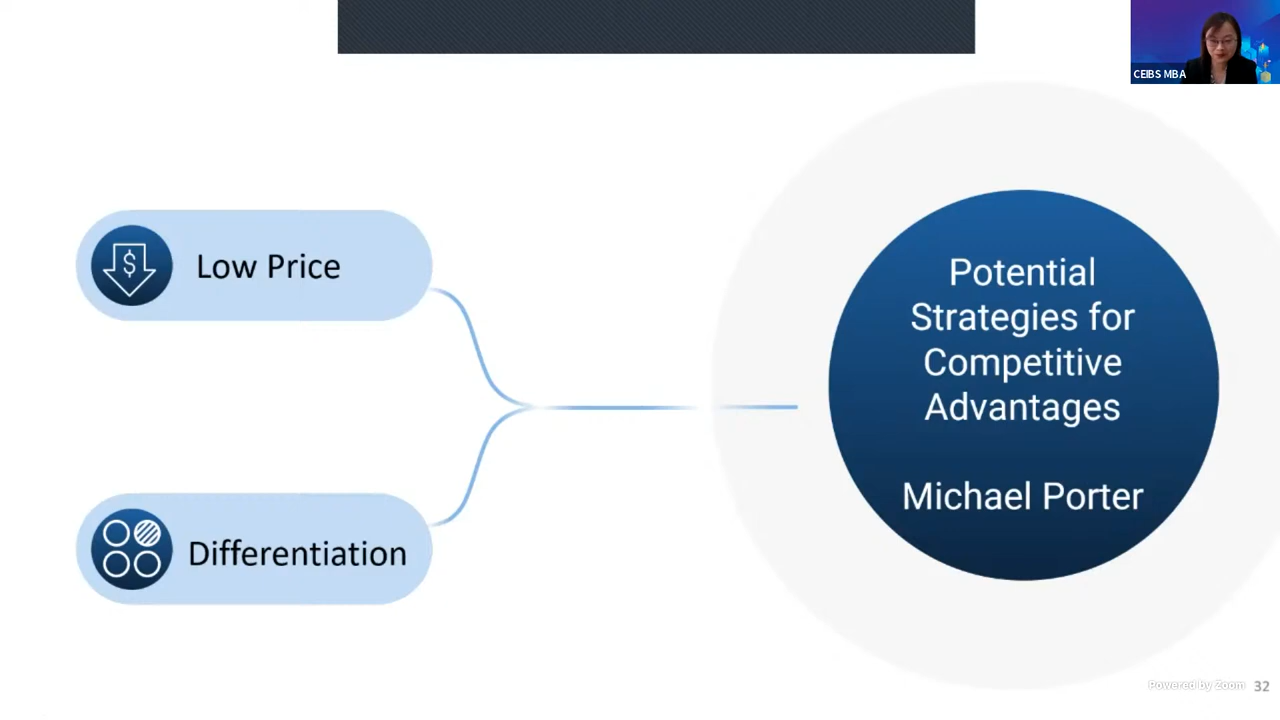 CEIBS MBA
Low Price
Differentiation
Potential
Strategies for
Competitive
Advantages
Michael Porter
Powered by Zoom
32